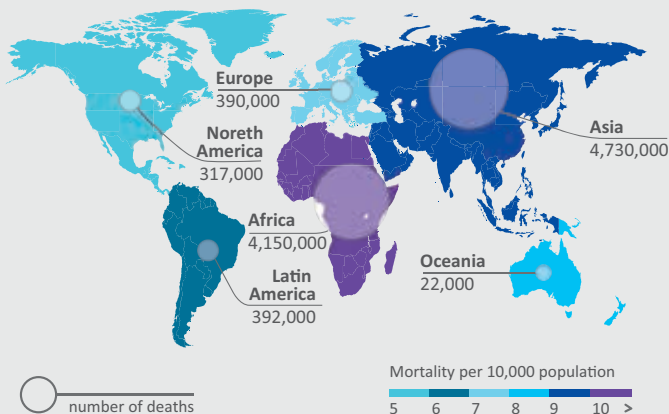 Europe
390,000
Noreth
America
317,000
Asia
4,730,000
Africa
4,150,000
Oceania
22,000
Latin
America
392,000
Mortality per 10,000 population
5 6 7 8 9 10 >
number of deaths